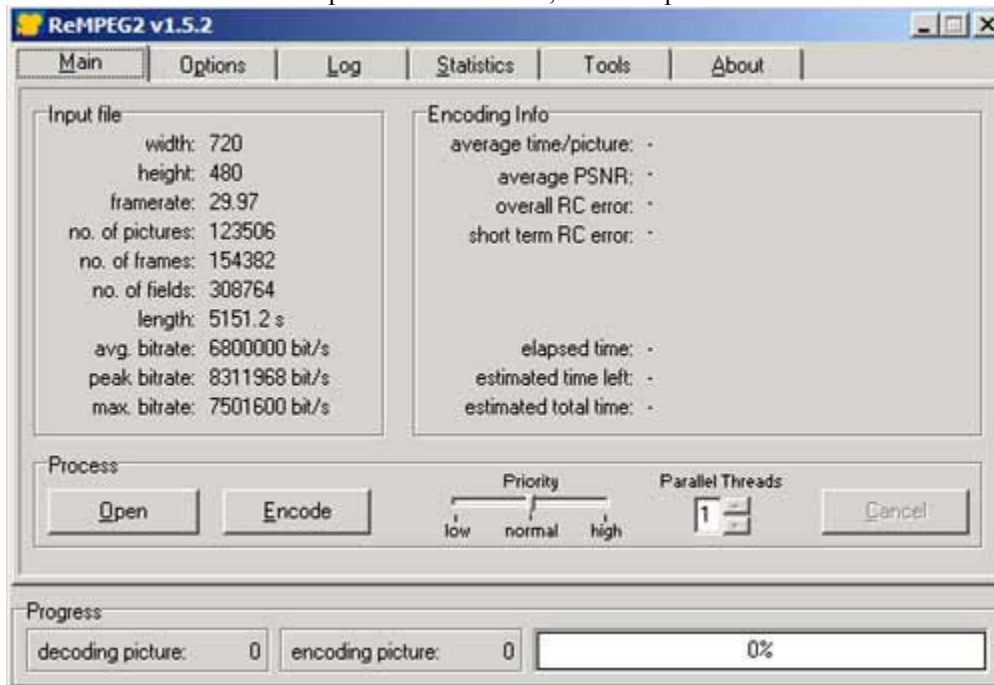 ReMPEG2 v1.5.2
Main Options Log Statistics Tools About
Input file
width: 720
height: 480
framerate: 29.97
no. of pictures: 123506
no. of frames: 154382
no. of fields: 308764
length: 5151.2 s
avg. bitrate: 6800000 bit/s
peak bitrate: 8311968 bit/s
max. bitrate: 7501600 bit/s
Encoding Info
average time/picture: -
average PSNR: -
overall RC error: -
short term RC error: -
elapsed time: -
estimated time left: -
estimated total time: -
Process
Open Encode
Priority
low normal high
Parallel Threads
1
Cancel
Progress
decoding picture: 0 encoding picture: 0 0%